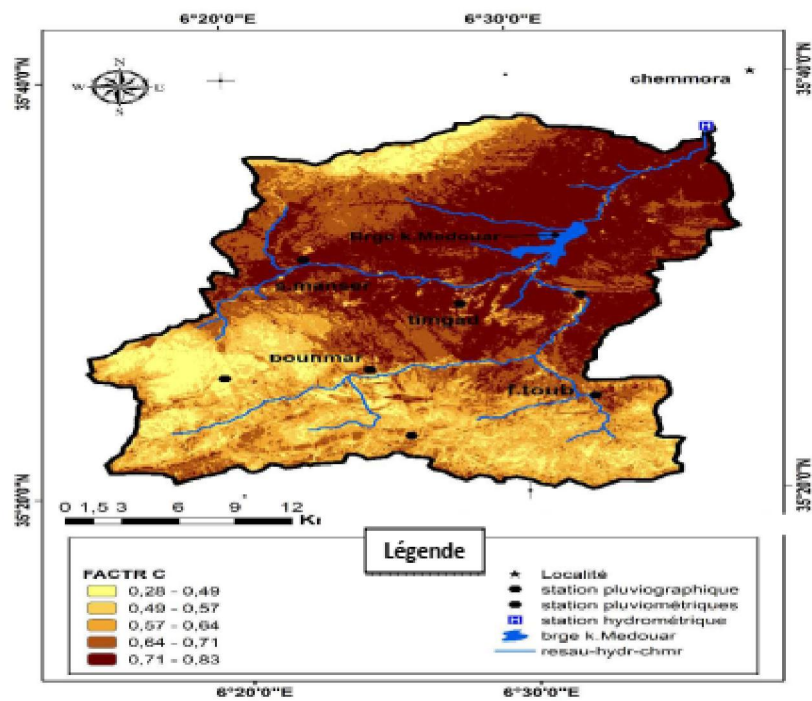 6°20'0"E 6°30'0"E
35°40'0"N 35°40'0"N
N
W E
S
chemmora
H
Brge k.Medouar
a.manser
timgad
bouhmar
f.toub
35°20'0"N 35°20'0"N
0 1,5 3 6 9 12
Légende
FACTR C
0,28 - 0,49
0,49 - 0,57
0,57 - 0,64
0,64 - 0,71
0,71 - 0,83
Localité
station pluviographique
station pluviométriques
H station hydrométrique
brge k.Medouar
resau-hydr-chmr
6°20'0"E 6°30'0"E